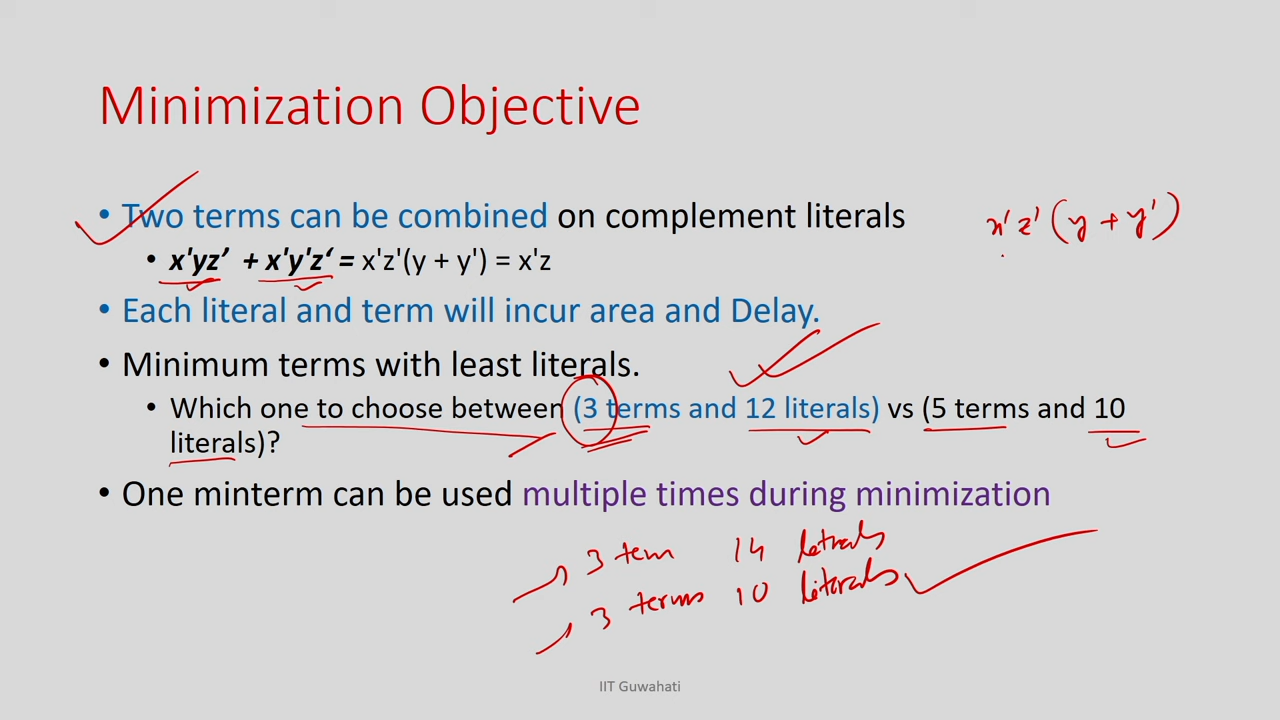 Minimization Objective
• Two terms can be combined on complement literals
x'z'(y + y')
• x'yz’ + x'y'z‘ = x'z'(y + y') = x'z
• Each literal and term will incur area and Delay.
• Minimum terms with least literals.
• Which one to choose between (3 terms and 12 literals) vs (5 terms and 10
literals)?
• One minterm can be used multiple times during minimization
3 tem 14 letrals
3 terms 10 literals
IIT Guwahati